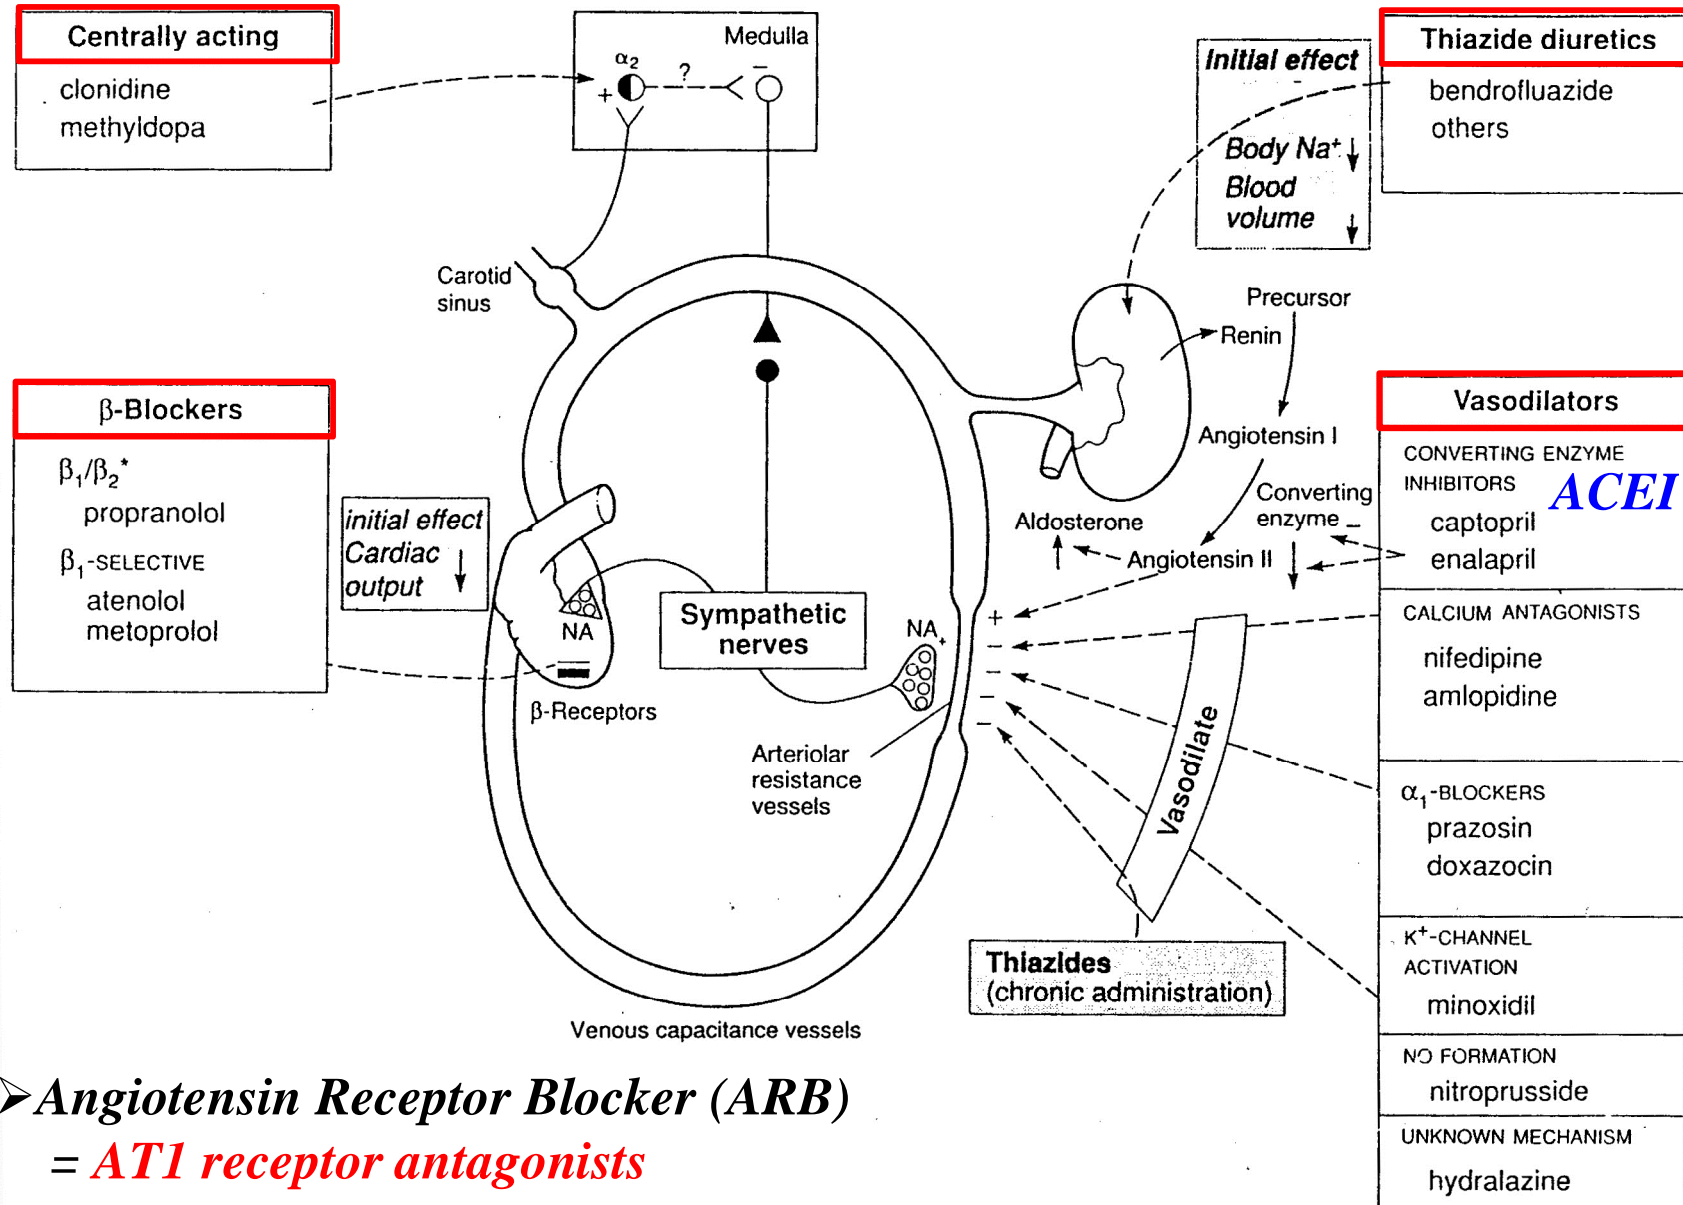 Centrally acting
clonidine
methyldopa
Medulla
α2
?
−
+
Initial effect
Body Na+ ↓
Blood
volume ↓
Thiazide diuretics
bendrofluazide
others
Carotid
sinus
Precursor
Renin
Angiotensin I
Converting
enzyme −
Aldosterone
Angiotensin II
β-Blockers
β1/β2*
propranolol
β1-SELECTIVE
atenolol
metoprolol
initial effect
Cardiac
output ↓
NA
β-Receptors
Sympathetic
nerves
NA+
+
−
−
−
−
Arteriolar
resistance
vessels
Vasodilate
Thiazides
(chronic administration)
Venous capacitance vessels
Vasodilators
CONVERTING ENZYME
INHIBITORS ACEI
captopril
enalapril
CALCIUM ANTAGONISTS
nifedipine
amlopidine
α1-BLOCKERS
prazosin
doxazocin
K+-CHANNEL
ACTIVATION
minoxidil
NO FORMATION
nitroprusside
UNKNOWN MECHANISM
hydralazine
➢Angiotensin Receptor Blocker (ARB)
= AT1 receptor antagonists